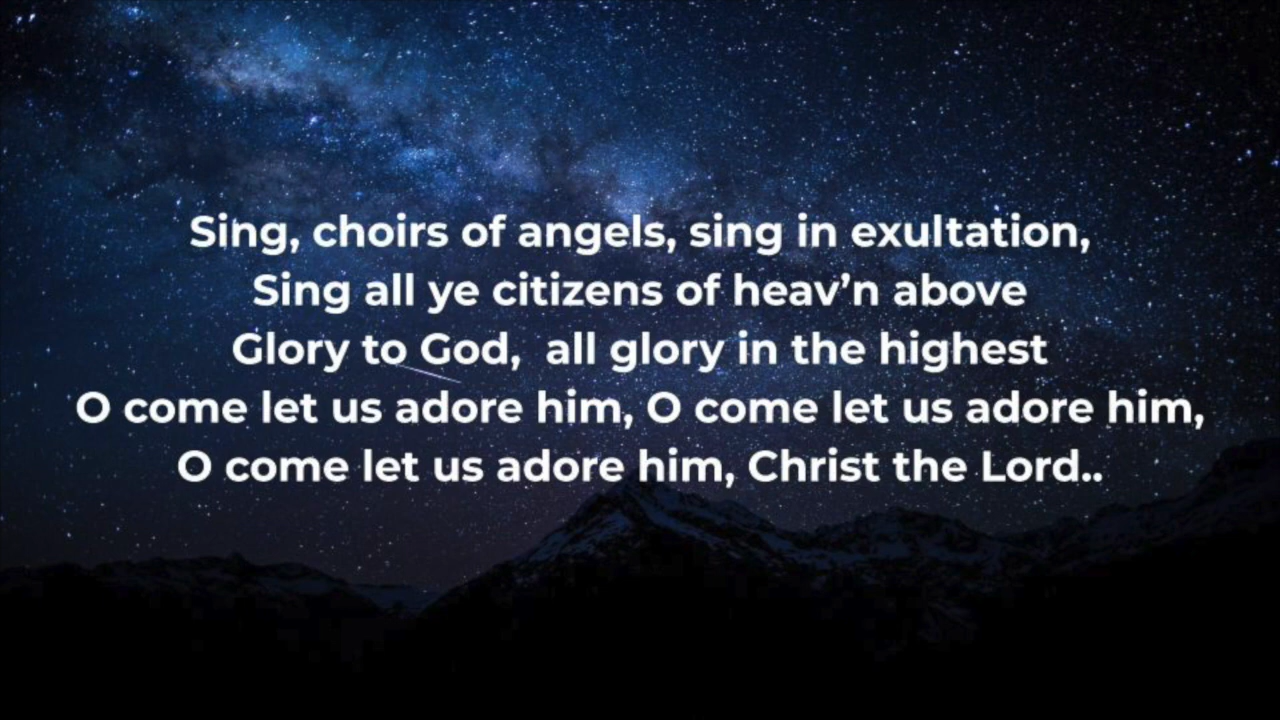 Sing, choirs of angels, sing in exultation,
Sing all ye citizens of heav’n above
Glory to God,  all glory in the highest
O come let us adore him, O come let us adore him,
O come let us adore him, Christ the Lord..